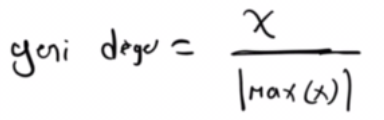 yeni değer = x
|max(x)|